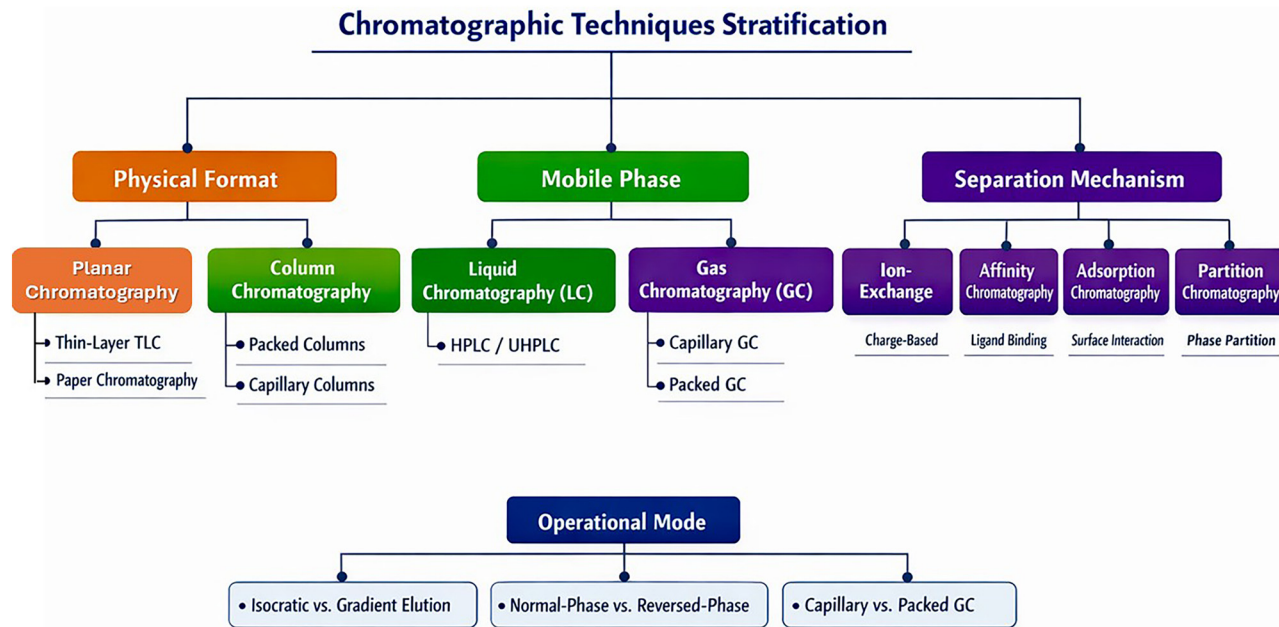 Chromatographic Techniques Stratification
Physical Format
Mobile Phase
Separation Mechanism
Planar
Chromatography
Column
Chromatography
Liquid
Chromatography (LC)
Gas
Chromatography (GC)
Ion-
Exchange
Affinity
Chromatography
Adsorption
Chromatography
Partition
Chromatography
Thin-Layer TLC
Paper Chromatography
Packed Columns
Capillary Columns
HPLC / UHPLC
Capillary GC
Packed GC
Charge-Based
Ligand Binding
Surface Interaction
Phase Partition
Operational Mode
• Isocratic vs. Gradient Elution
• Normal-Phase vs. Reversed-Phase
• Capillary vs. Packed GC